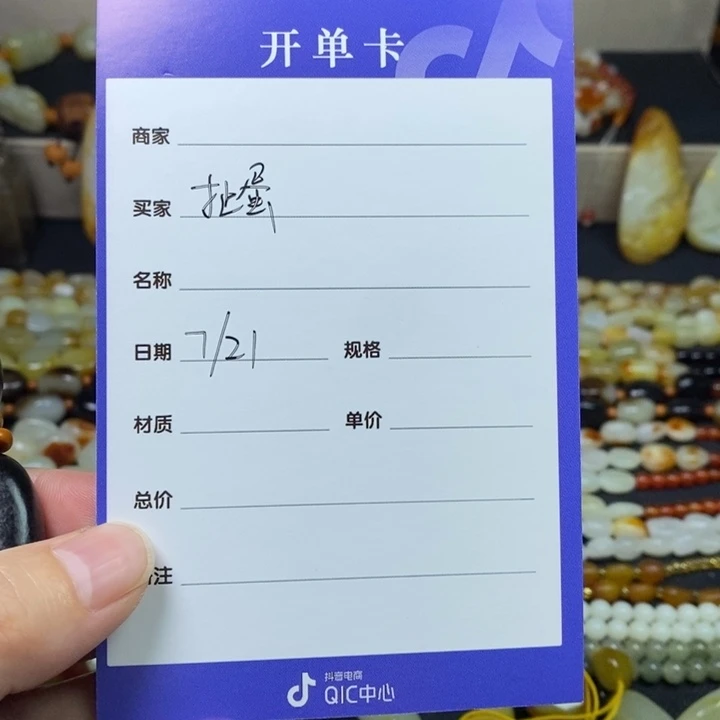 开单卡
商家
买家 扯蛋
名称
日期 7/21 规格
材质 单价
总价
注
抖音电商
QIC中心